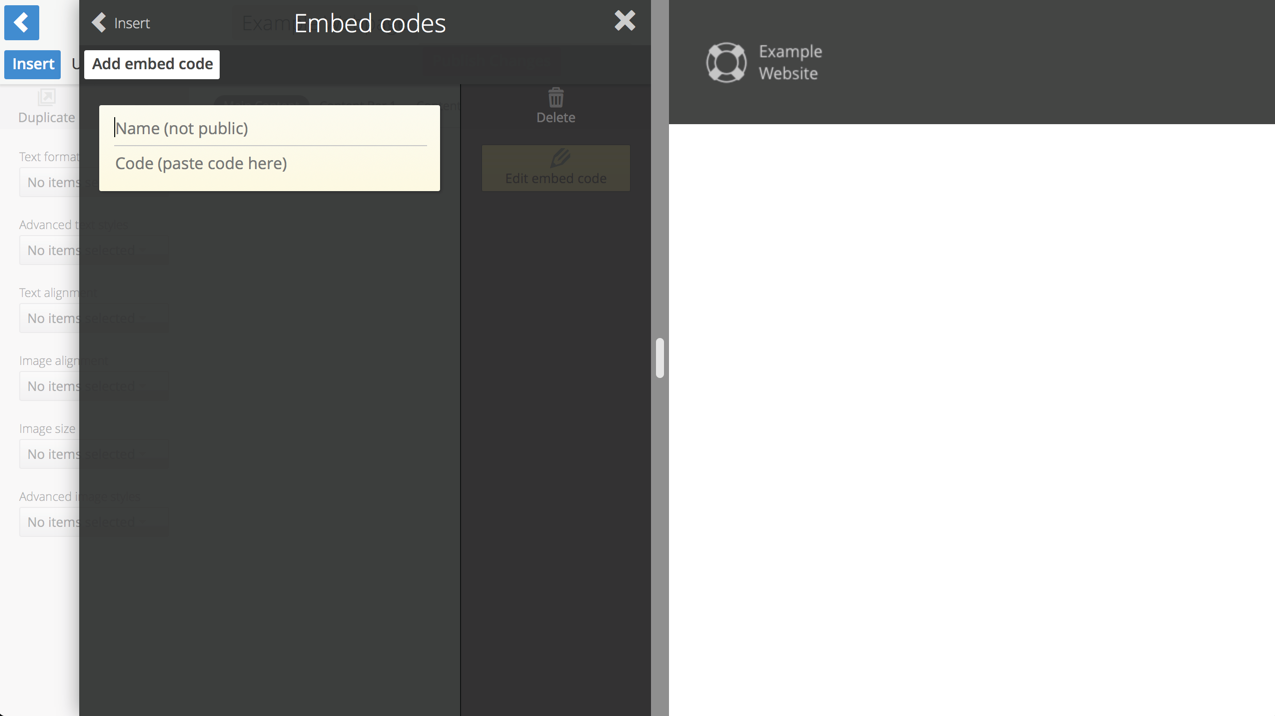 Insert
Embed codes
Insert
Add embed code
Duplicate
Delete
Name (not public)
Code (paste code here)
Edit embed code
Text format
No items
Advanced
No items
Text alignm
No items
Image align
No items
Image size
No items
Advanced
No items
Example
Website